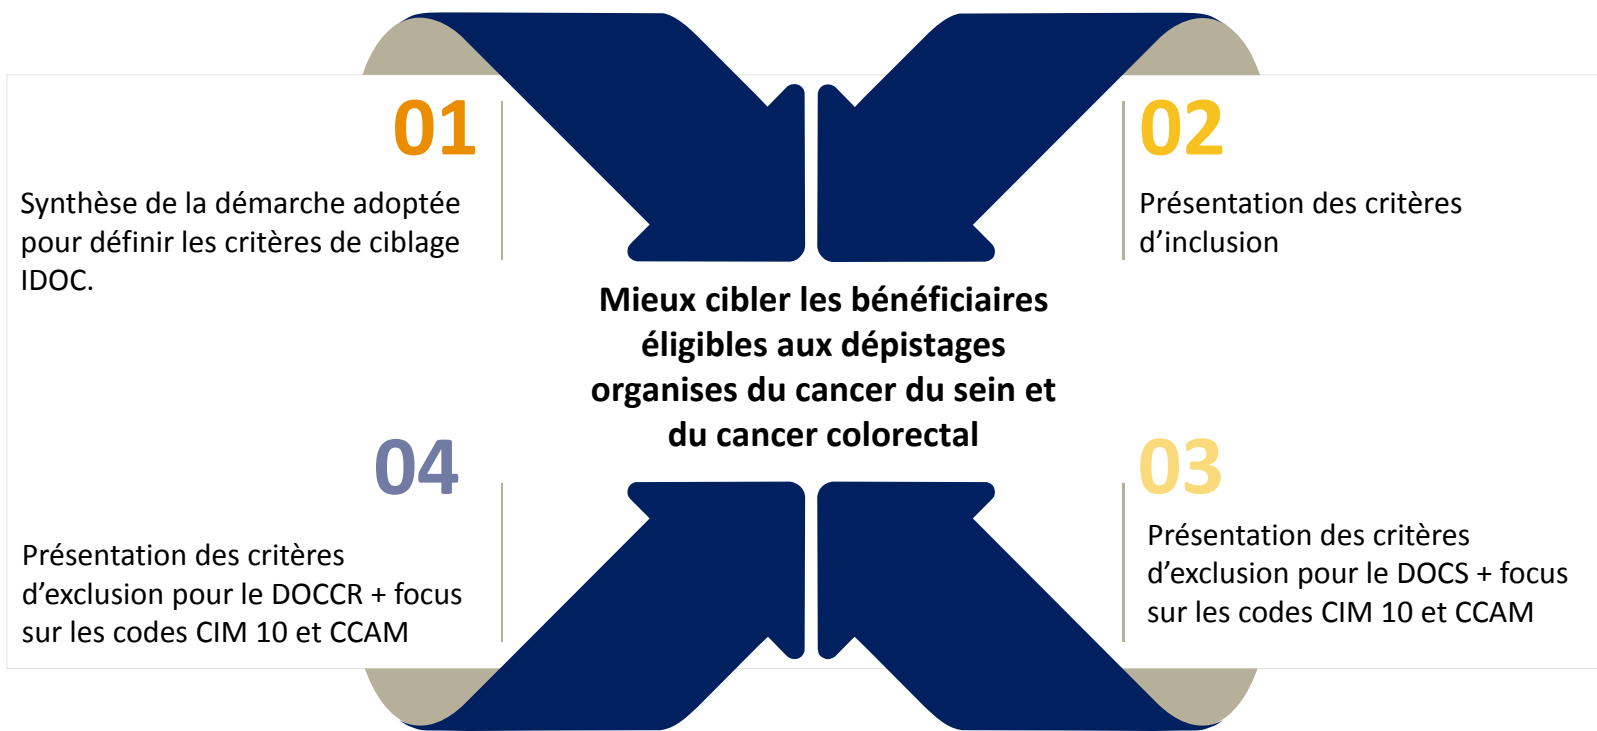 01
Synthèse de la démarche adoptée
pour définir les critères de ciblage
IDOC.
02
Présentation des critères
d’inclusion
Mieux cibler les bénéficiaires
éligibles aux dépistages
organises du cancer du sein et
du cancer colorectal
03
Présentation des critères
d’exclusion pour le DOCS + focus
sur les codes CIM 10 et CCAM
04
Présentation des critères
d’exclusion pour le DOCCR + focus
sur les codes CIM 10 et CCAM